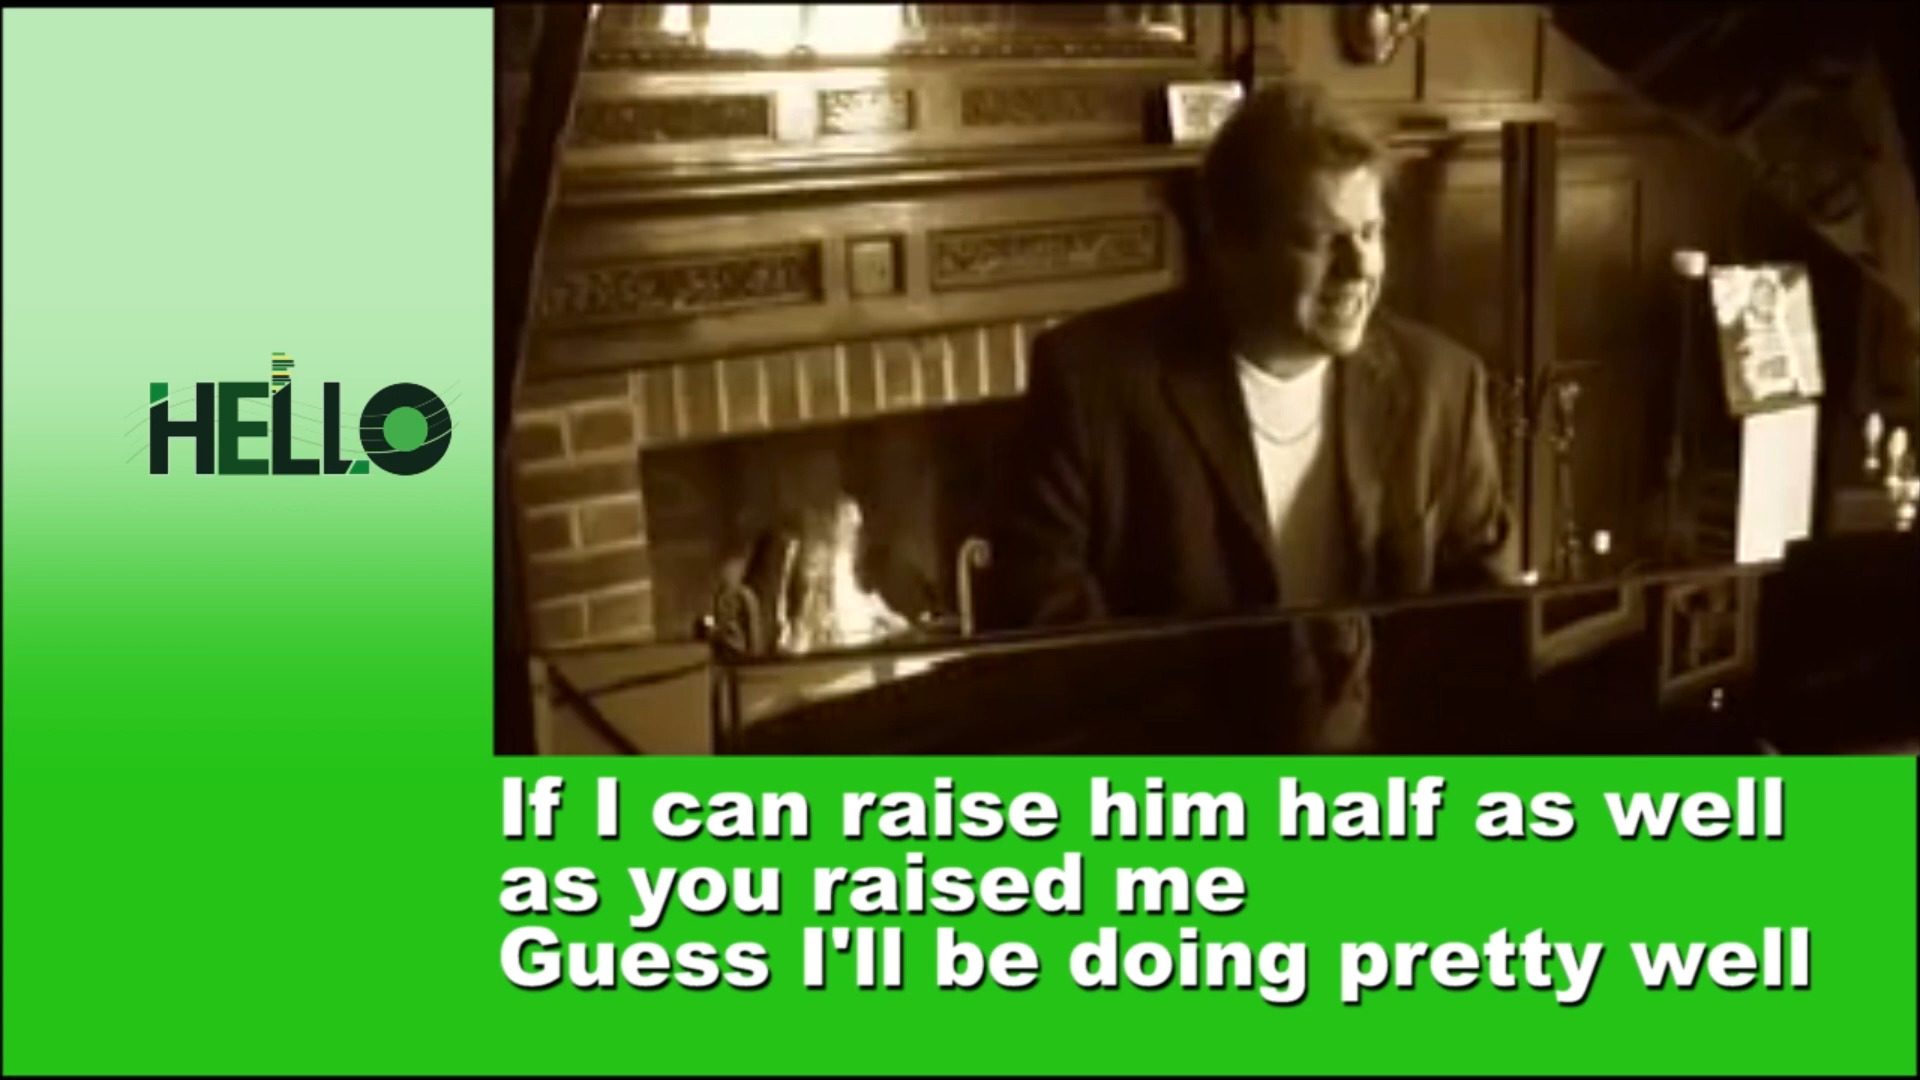 HELLO
If I can raise him half as well
as you raised me
Guess I'll be doing pretty well